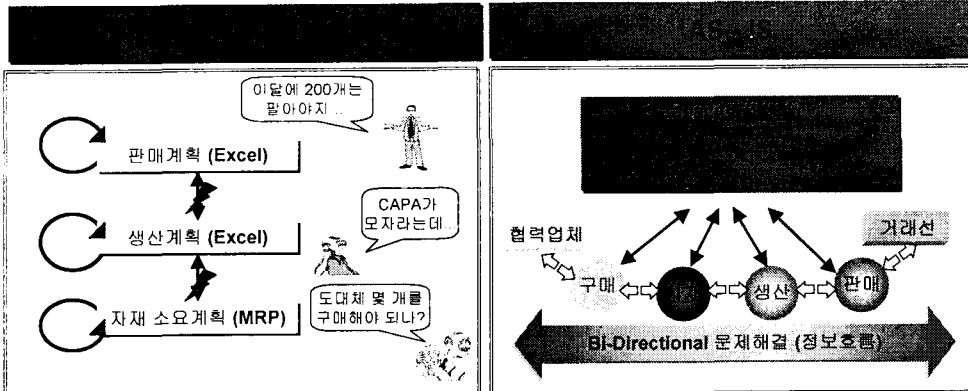 AS_IS
이달에 200개는
팔아야지...
판매계획 (Excel)
CAPA가
모자라는데..
생산계획 (Excel)
도대체 몇 개를
구매해야 되나?
자재 소요계획 (MRP)
협력업체
거래선
구매
생산
판매
Bi-Directional 문제해결 (정보흐름)